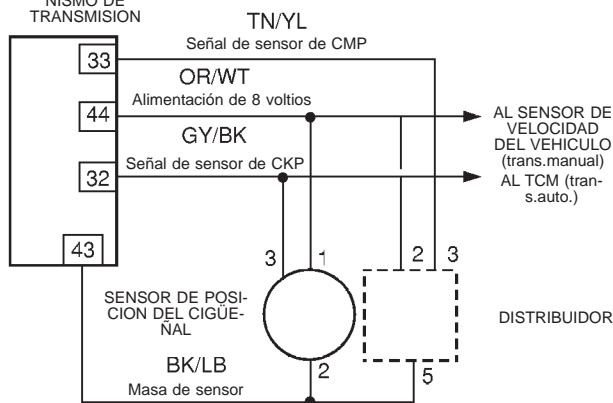 NISMO DE
TRANSMISION
TN/YL
Señal de sensor de CMP
33
OR/WT
Alimentación de 8 voltios
44
GY/BK
Señal de sensor de CKP
32
43
AL SENSOR DE
VELOCIDAD
DEL VEHICULO
(trans.manual)
AL TCM (tran-
s.auto.)
3
1
2
3
SENSOR DE POSI-
CION DEL CIGÜE-
ÑAL
DISTRIBUIDOR
BK/LB
2
5
Masa de sensor